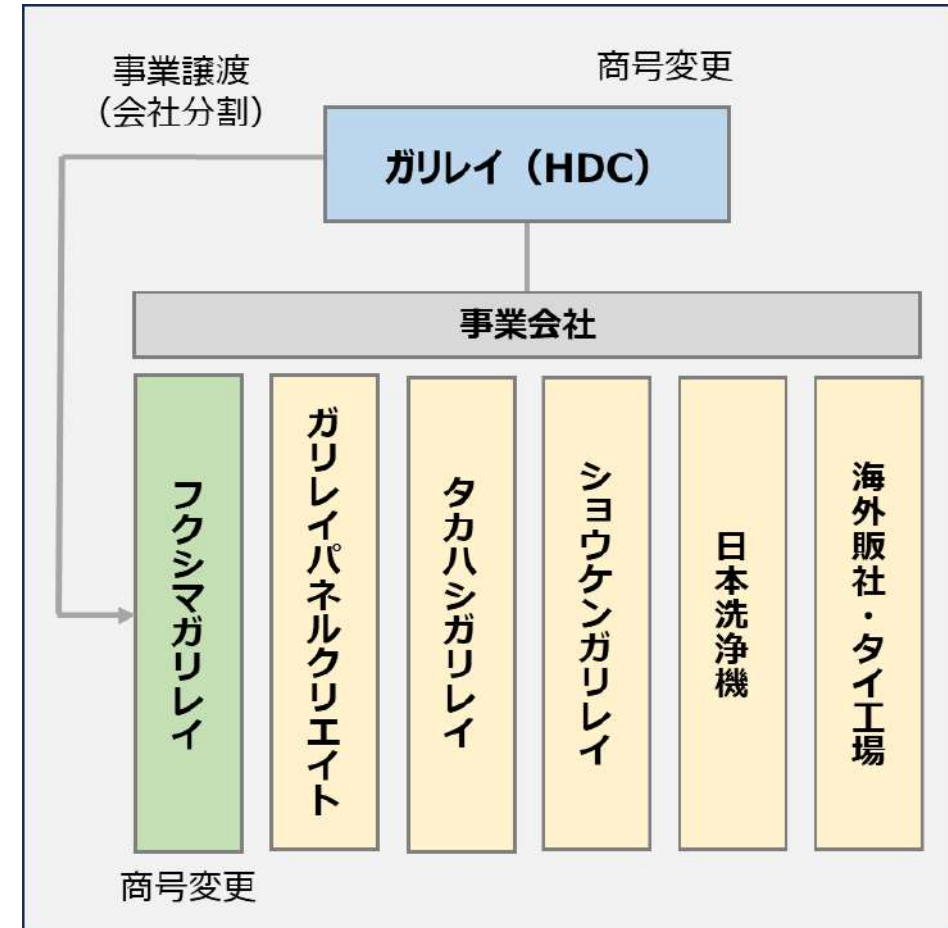 事業譲渡
（会社分割）
商号変更
ガリレイ（HDC）
事業会社
フクシマガリレイ
ガリレイパネルクリエイト
タカハシガリレイ
ショウケンガリレイ
日本洗浄機
海外販社・タイ工場
商号変更